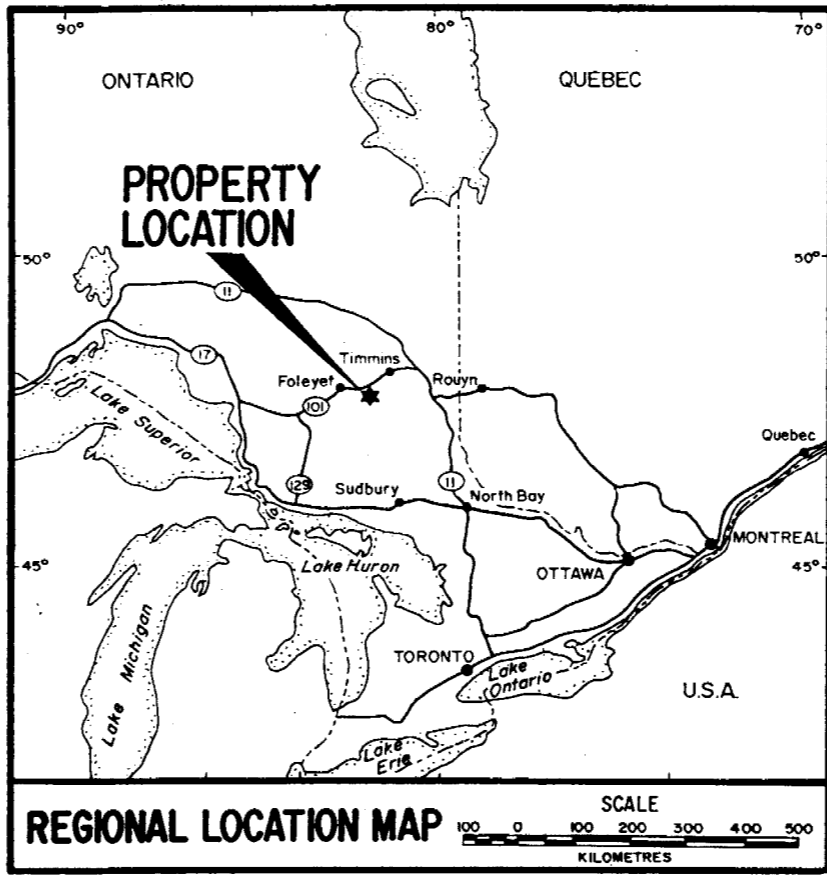 90°
80°
70°
ONTARIO
QUÉBEC
PROPERTY
LOCATION
50°
50°
11
17
Timmins
Foleyet
Rouyn
101
Lake Superior
Quebec
129
11
Sudbury
North Bay
MONTREAL
Lake Huron
OTTAWA
45°
45°
Lake Michigan
TORONTO
Lake
Ontario
U.S.A.
Lake
Erie
REGIONAL LOCATION MAP
SCALE
100 0 100 200 300 400 500
KILOMETRES